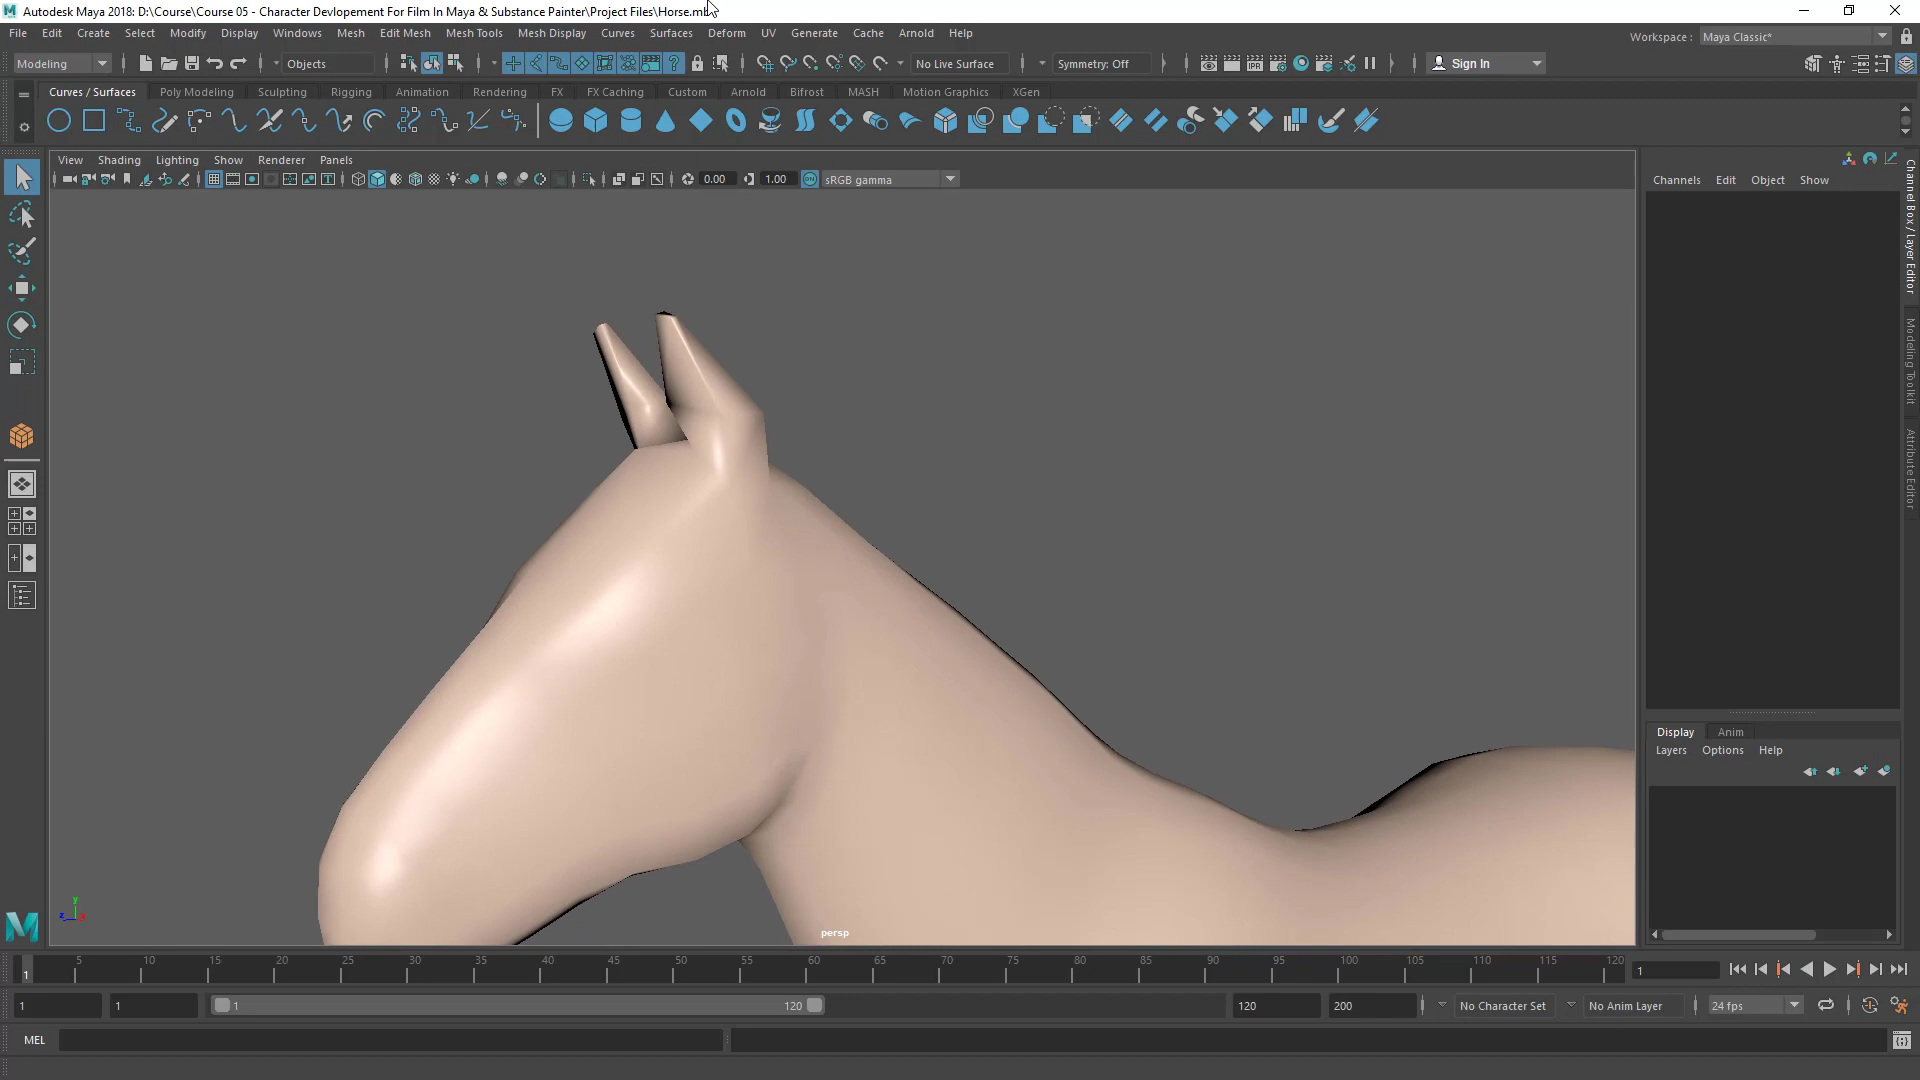 Autodesk Maya 2018: D:\Course\Course 05 - Character Devlopement For Film In Maya & Substance Painter\Project Files\Horse.mb
File Edit Create Select Modify Display Windows Mesh Edit Mesh Mesh Tools Mesh Display Curves Surfaces Deform UV Generate Cache Arnold Help
Workspace : Maya Classic*
Modeling Objects No Live Surface Symmetry: Off Sign In
Curves / Surfaces Poly Modeling Sculpting Rigging Animation Rendering FX FX Caching Custom Arnold Bifrost MASH Motion Graphics XGen
View Shading Lighting Show Renderer Panels
0.00 1.00 ON sRGB gamma
Channels Edit Object Show
Channel Box / Layer Editor
Modeling Toolkit
Attribute Editor
Display Anim
Layers Options Help
y
z x
persp
5 10 15 20 25 30 35 40 45 50 55 60 65 70 75 80 85 90 95 100 105 110 115 120
1
1
1 1 1 120 120 200 No Character Set No Anim Layer 24 fps
MEL